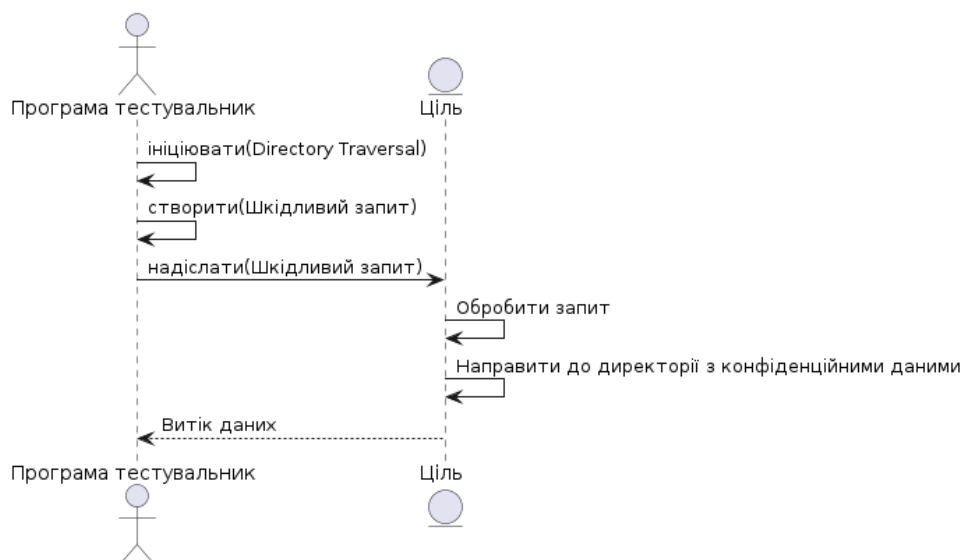 Програма тестувальник
Ціль
ініціювати(Directory Traversal)
створити(Шкідливий запит)
надіслати(Шкідливий запит)
Обробити запит
Направити до директорії з конфіденційними даними
Витік даних
Програма тестувальник
Ціль